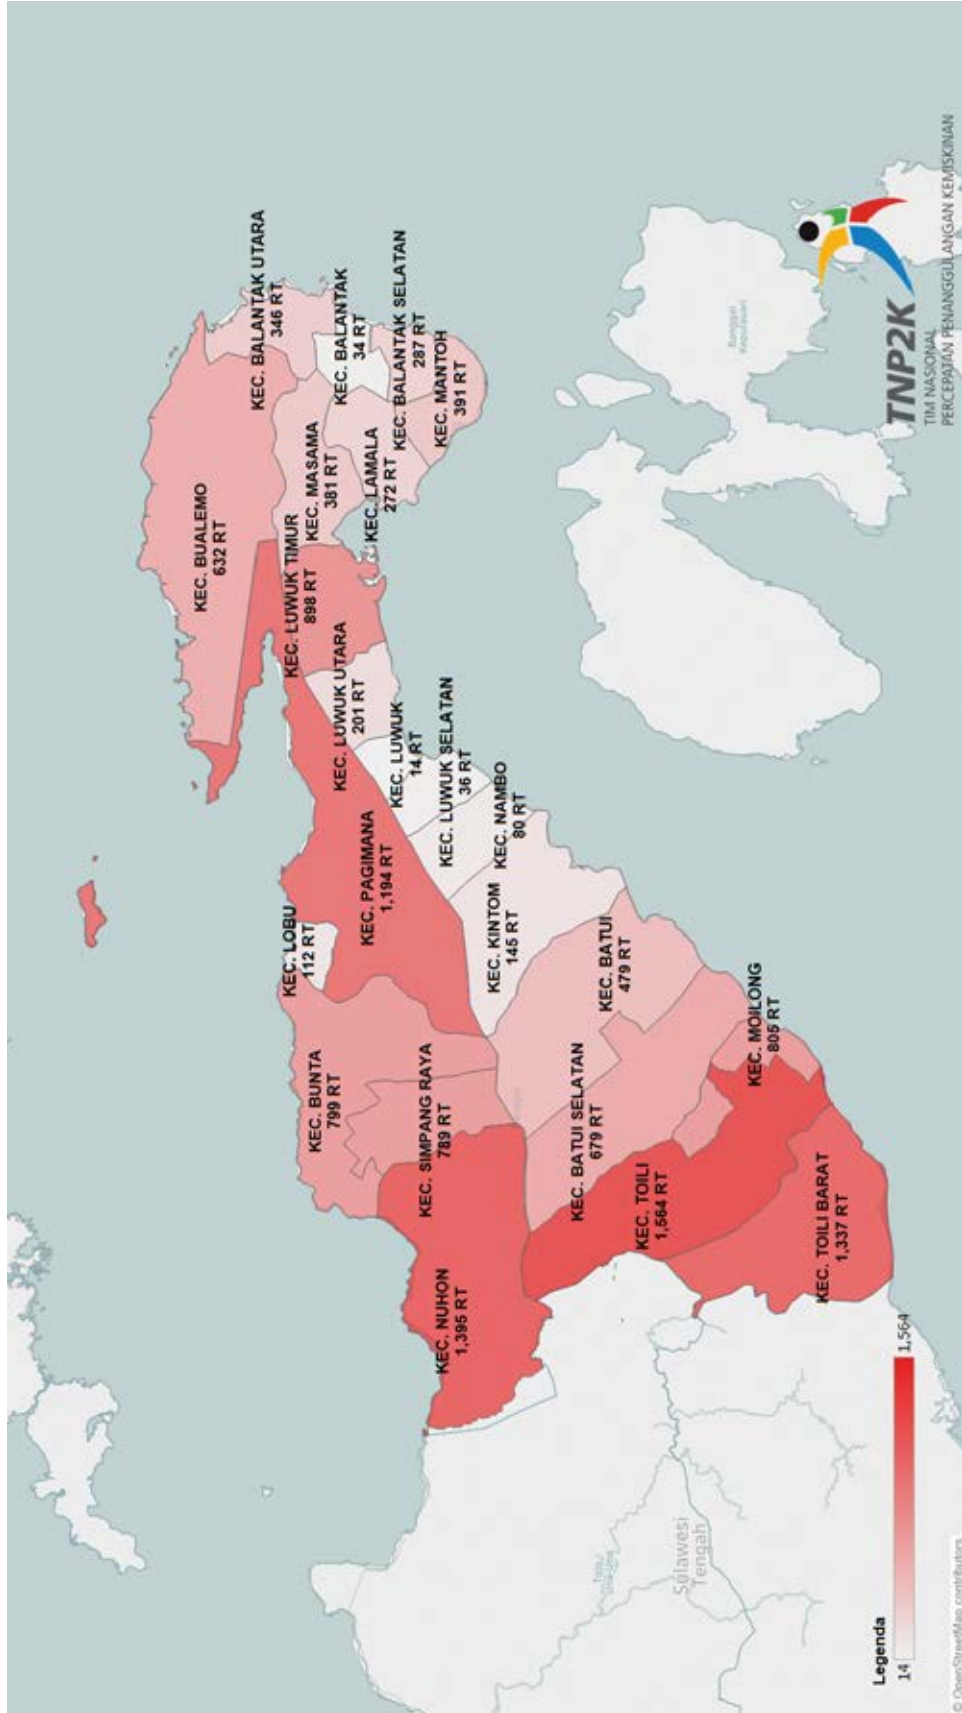 KEC. BALANTAK UTARA
346 RT
KEC. BALANTAK
34 RT
KEC. BALANTAK SELATAN
287 RT
KEC. MANTOH
391 RT
KEC. BUALEMO
632 RT
KEC. MASAMA
381 RT
KEC. LAMALA
272 RT
KEC. LUWUK TIMUR
898 RT
KEC. LUWUK UTARA
201 RT
KEC. LUWUK
14 RT
KEC. LUWUK SELATAN
36 RT
KEC. NAMBO
80 RT
KEC. PAGIMANA
1,194 RT
KEC. LOBU
112 RT
KEC. KINTOM
145 RT
KEC. BATUI
479 RT
KEC. MOILONG
805 RT
KEC. BUNTA
799 RT
KEC. SIMPANG RAYA
789 RT
KEC. BATUI SELATAN
679 RT
KEC. TOILI
1,564 RT
KEC. TOILI BARAT
1,337 RT
KEC. NUHON
1,395 RT
Banggai
Kepulauan
Sulawesi
Tengah
Legenda
14
1,564
© OpenStreetMap contributors
TNP2K
TIM NASIONAL
PERCEPATAN PENANGGULANGAN KEMISKINAN